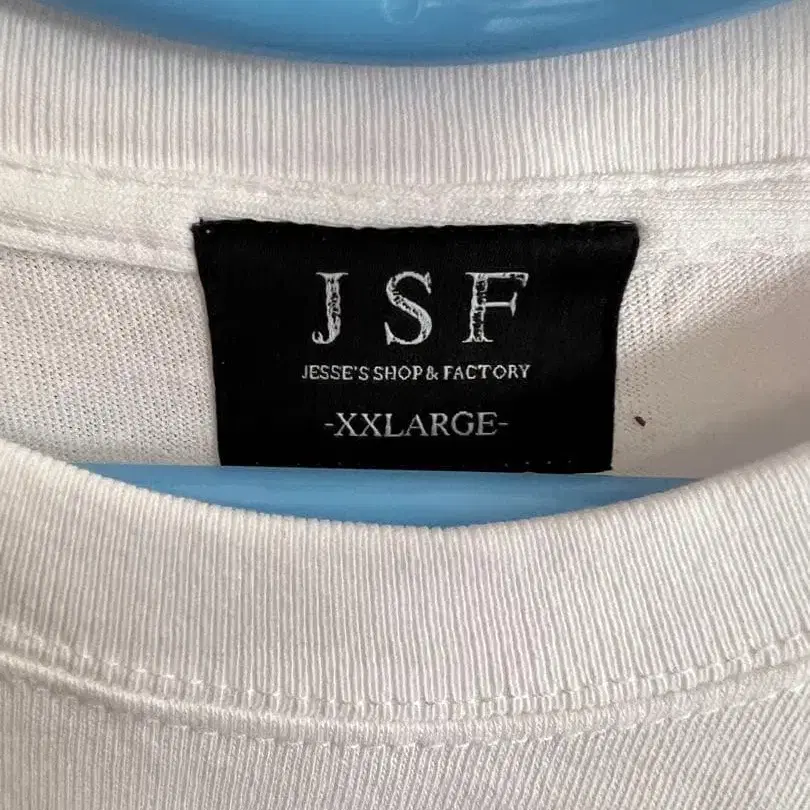 JSF
JESSE'S SHOP & FACTORY
-XXLARGE-